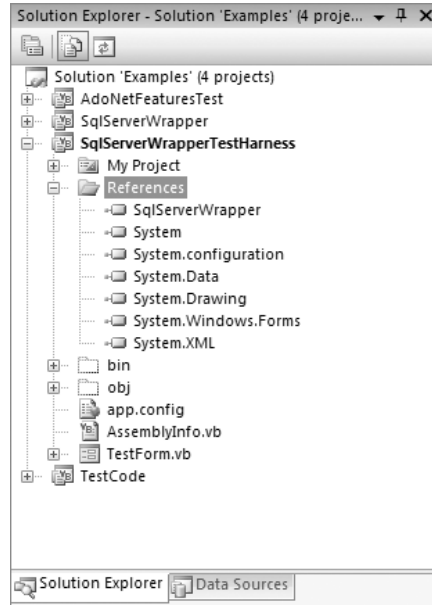 Solution Explorer - Solution 'Examples' (4 proje...
Solution 'Examples' (4 projects)
AdoNetFeaturesTest
SqlServerWrapper
SqlServerWrapperTestHarness
My Project
References
SqlServerWrapper
System
System.configuration
System.Data
System.Drawing
System.Windows.Forms
System.XML
bin
obj
app.config
AssemblyInfo.vb
TestForm.vb
TestCode
Solution Explorer Data Sources